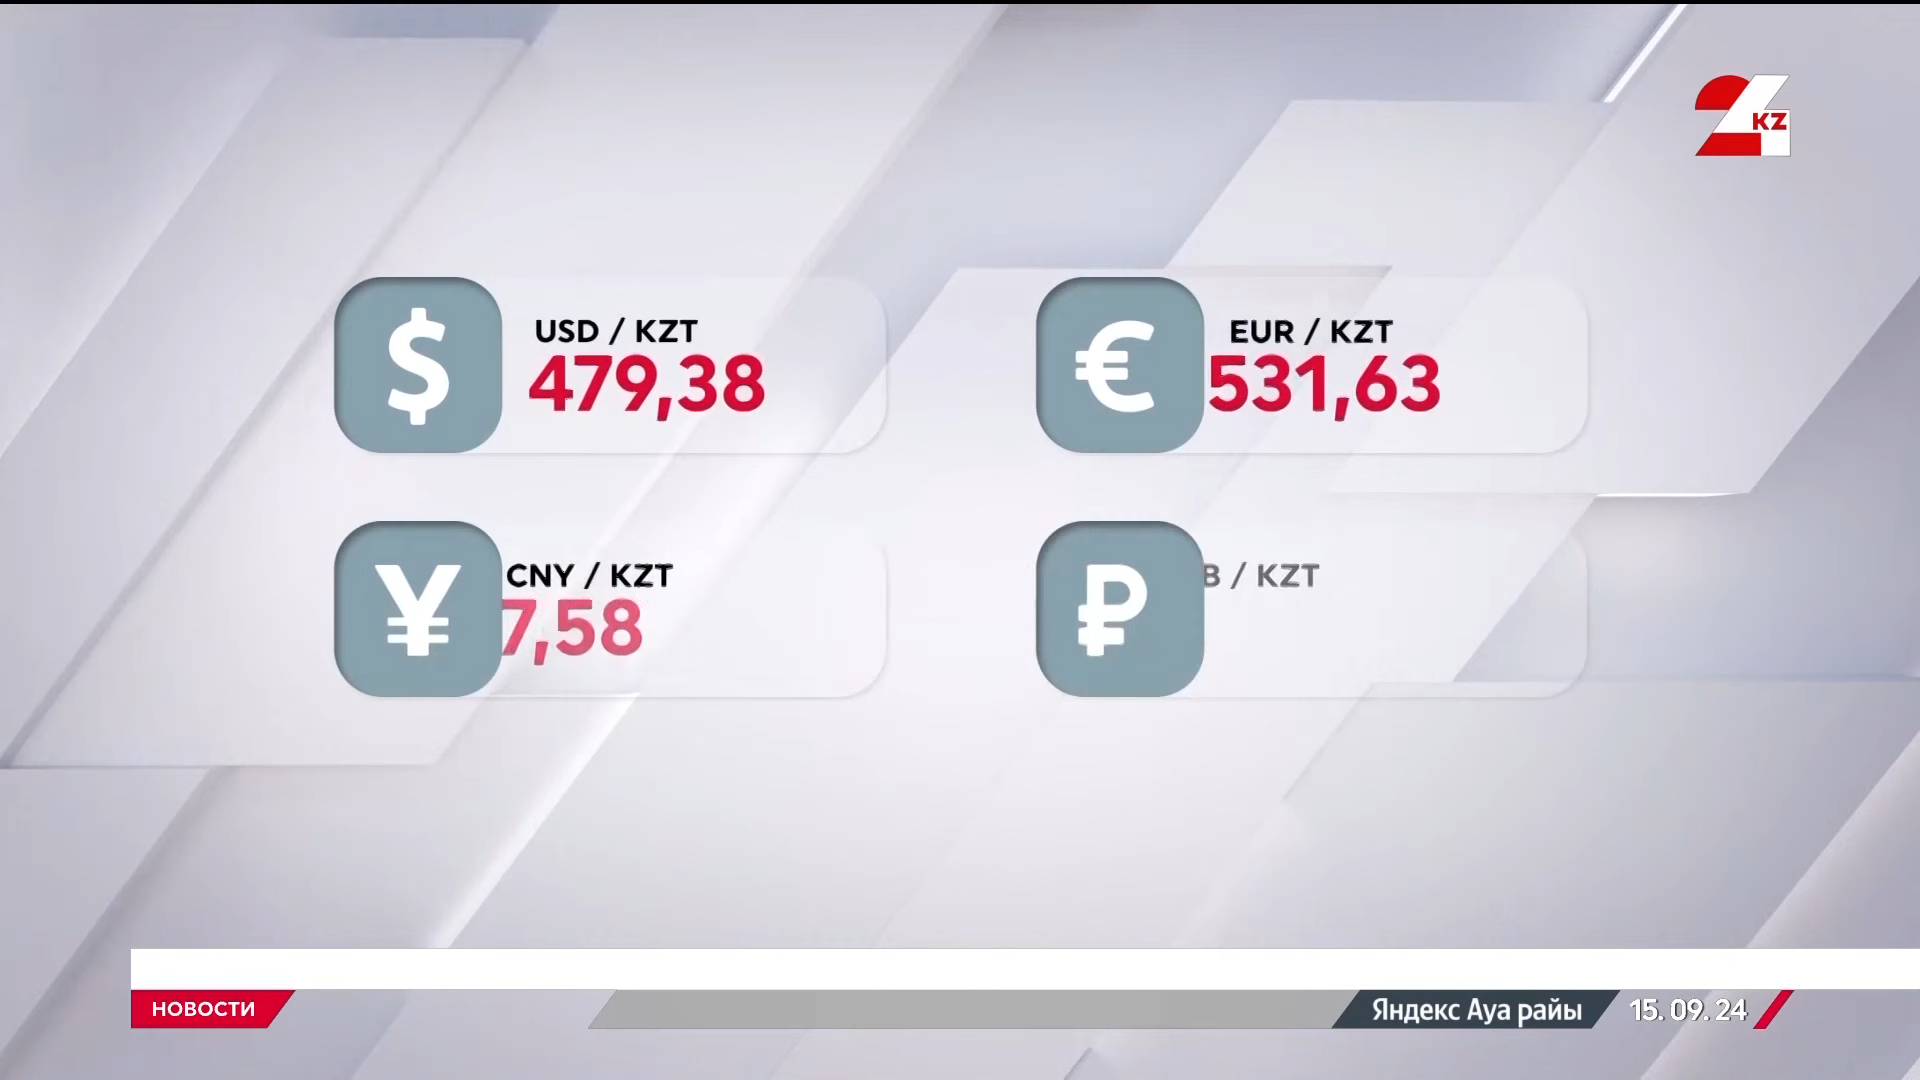 24 KZ
$ USD / KZT
479,38
€ EUR / KZT
531,63
¥ CNY / KZT
7,58
₽ B / KZT
НОВОСТИ
Яндекс Ауа райы
15.09.24